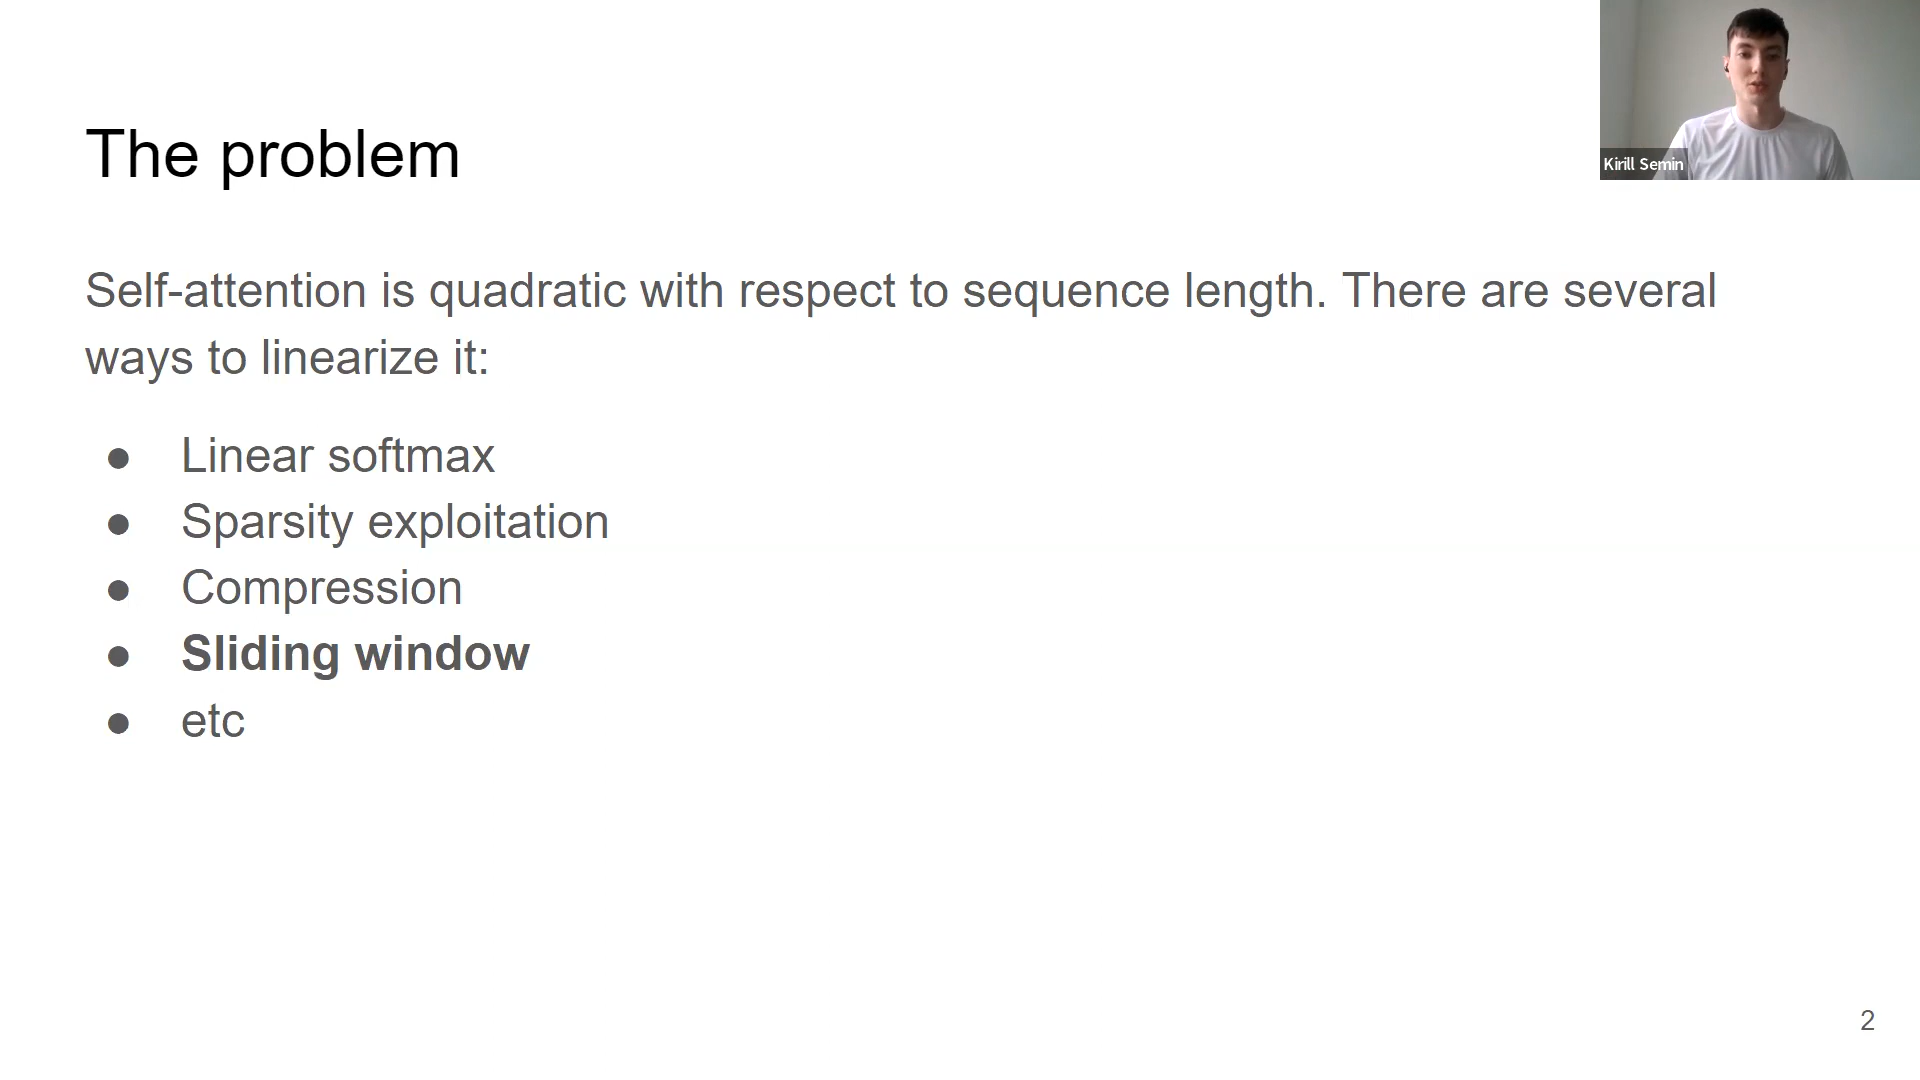 The problem
Kirill Semin
Self-attention is quadratic with respect to sequence length. There are several
ways to linearize it:
● Linear softmax
● Sparsity exploitation
● Compression
● Sliding window
● etc
2